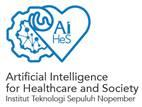 Ai
HeS
Artificial Intelligence
for Healthcare and Society
Institut Teknologi Sepuluh Nopember